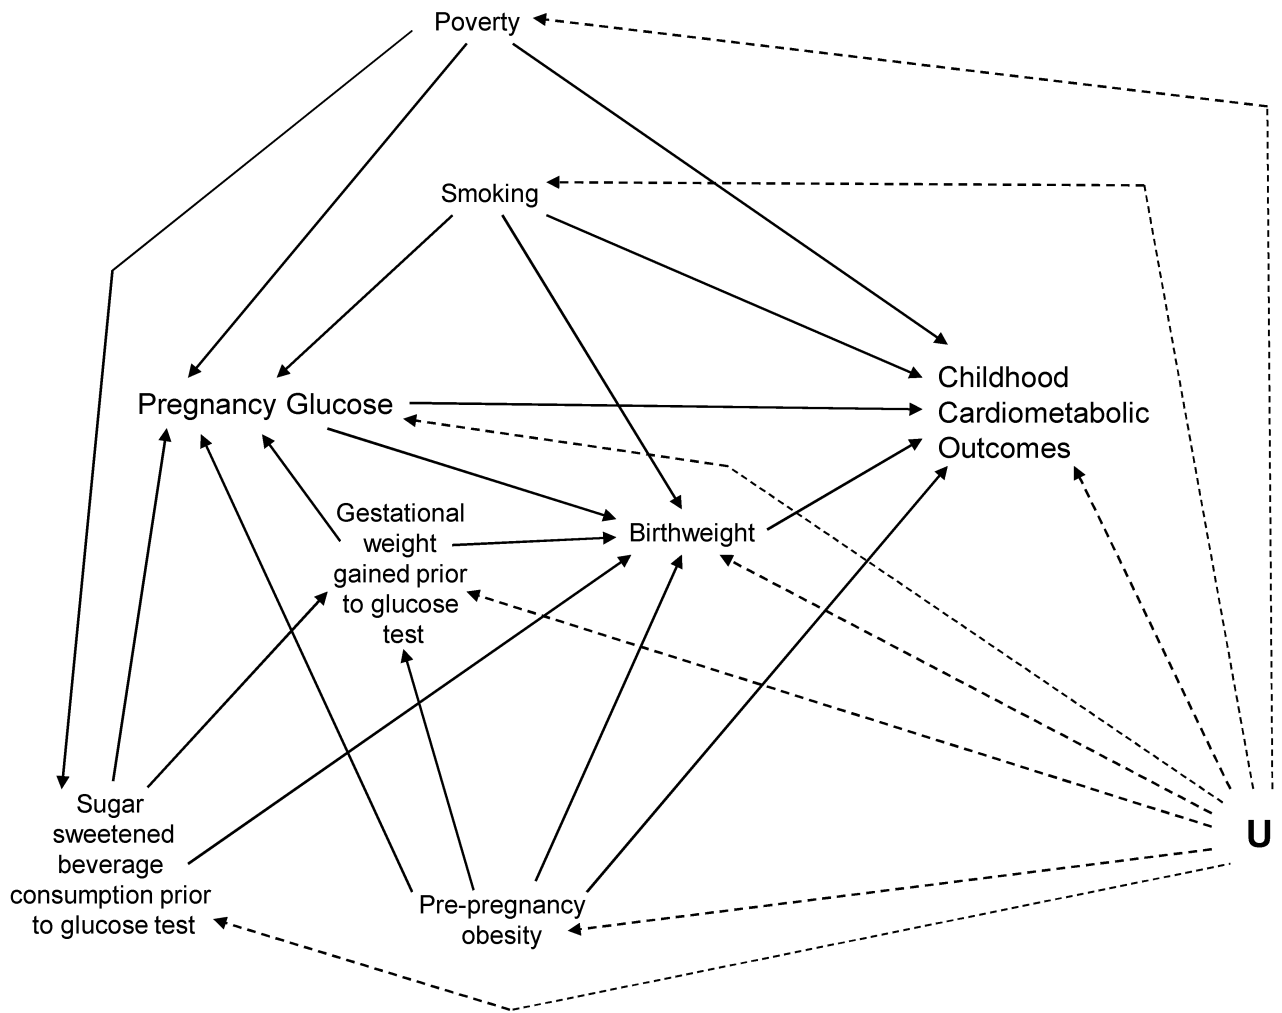 Poverty
Smoking
Pregnancy Glucose
Childhood
Cardiometabolic
Outcomes
Gestational
weight
gained prior
to glucose
test
Birthweight
Sugar
sweetened
beverage
consumption prior
to glucose test
Pre-pregnancy
obesity
U